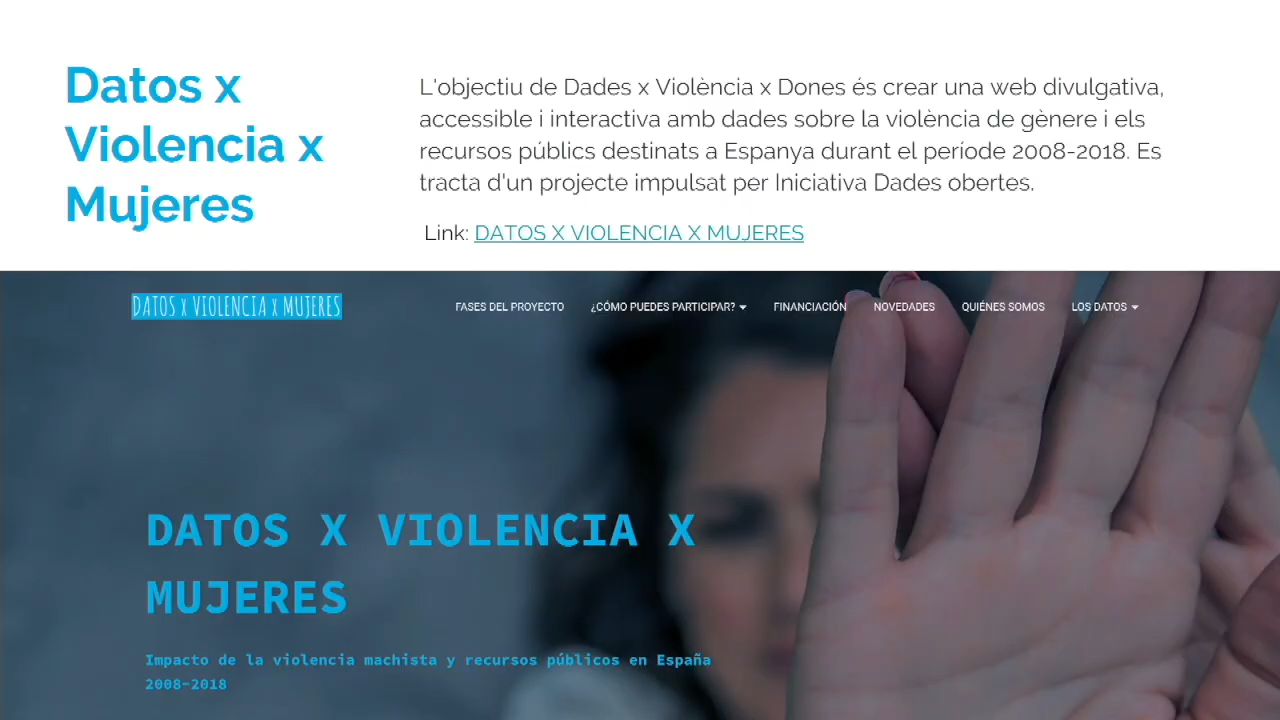 Datos x
Violencia x
Mujeres
L'objectiu de Dades x Violència x Dones és crear una web divulgativa,
accessible i interactiva amb dades sobre la violència de gènere i els
recursos públics destinats a Espanya durant el període 2008-2018. Es
tracta d'un projecte impulsat per Iniciativa Dades obertes.
Link: DATOS X VIOLENCIA X MUJERES
DATOS x VIOLENCIA x MUJERES
FASES DEL PROYECTO ¿CÓMO PUEDES PARTICIPAR? FINANCIACIÓN NOVEDADES QUIÉNES SOMOS LOS DATOS
DATOS X VIOLENCIA X
MUJERES
Impacto de la violencia machista y recursos públicos en España
2008-2018